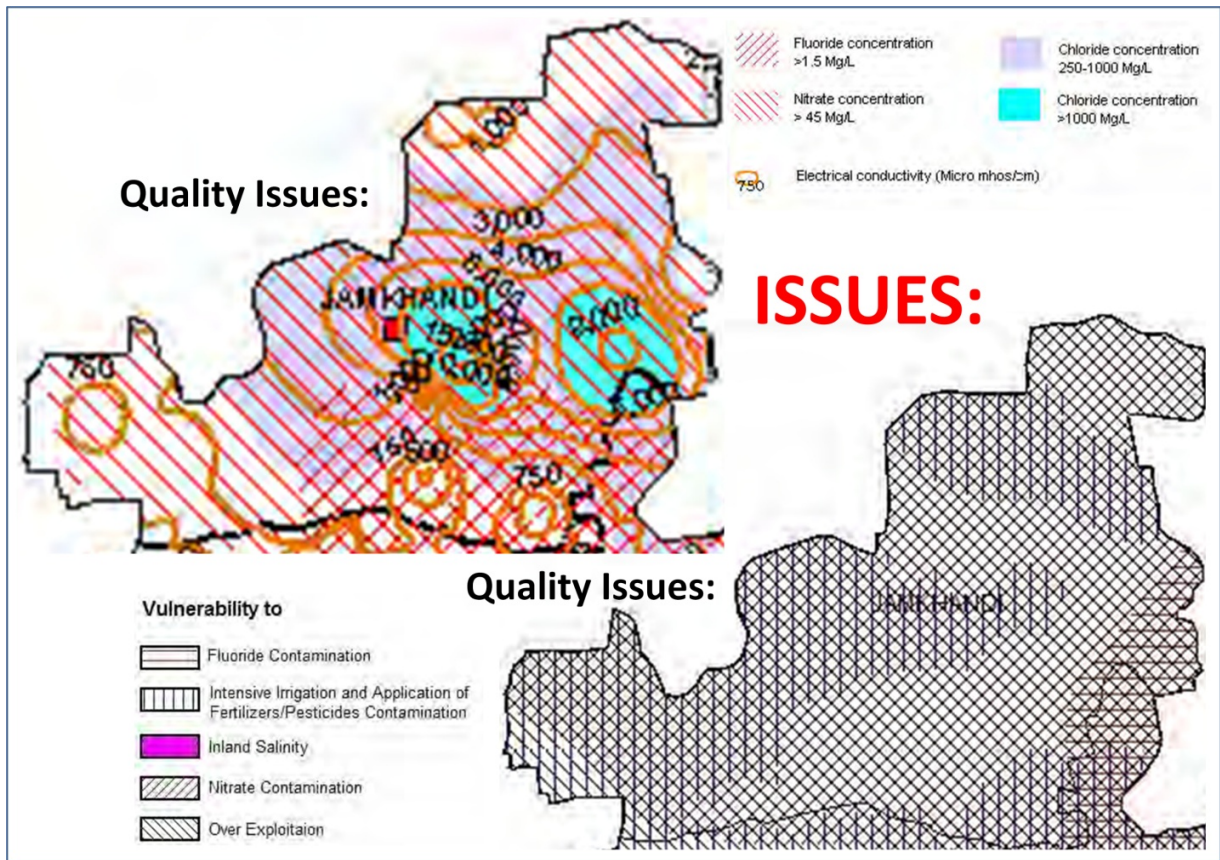 Fluoride concentration
>1.5 Mg/L
Chloride concentration
250-1000 Mg/L
Nitrate concentration
> 45 Mg/L
Chloride concentration
>1000 Mg/L
750
Electrical conductivity (Micro mhos/cm)
Quality Issues:
3,000
4,000
JAMKHANDI
ISSUES:
750
750
Quality Issues:
JAMKHANDI
Vulnerability to
Fluoride Contamination
Intensive Irrigation and Application of
Fertilizers/Pesticides Contamination
Inland Salinity
Nitrate Contamination
Over Exploitaion